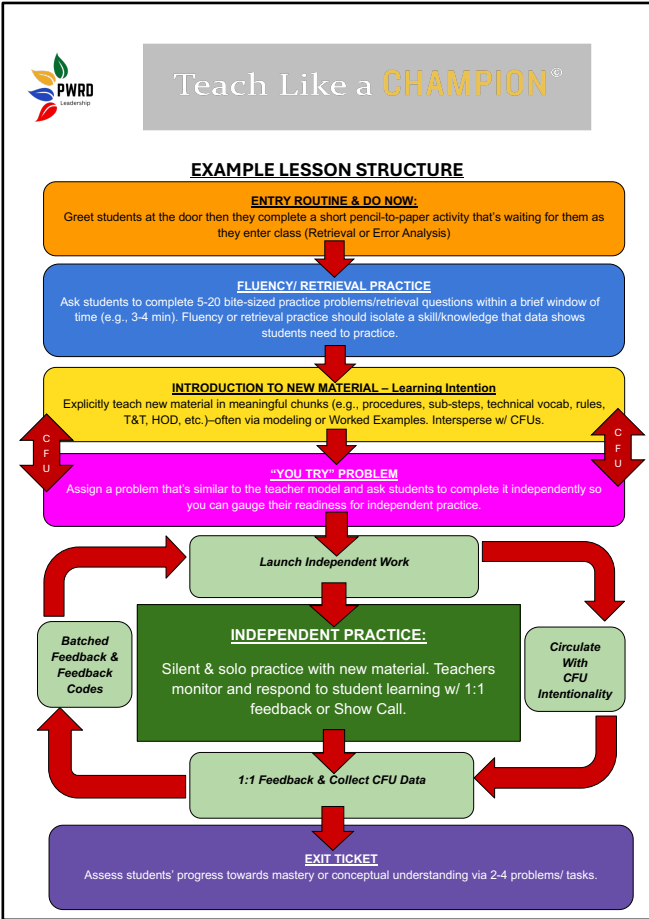 PWRD
Leadership
Teach Like a CHAMPION©
EXAMPLE LESSON STRUCTURE
ENTRY ROUTINE & DO NOW:
Greet students at the door then they complete a short pencil-to-paper activity that's waiting for them as
they enter class (Retrieval or Error Analysis)
FLUENCY/ RETRIEVAL PRACTICE
Ask students to complete 5-20 bite-sized practice problems/retrieval questions within a brief window of
time (e.g., 3-4 min). Fluency or retrieval practice should isolate a skill/knowledge that data shows
students need to practice.
INTRODUCTION TO NEW MATERIAL – Learning Intention
Explicitly teach new material in meaningful chunks (e.g., procedures, sub-steps, technical vocab, rules,
T&T, HOD, etc.)–often via modeling or Worked Examples. Intersperse w/ CFUs.
C
F
U
C
F
U
“YOU TRY” PROBLEM
Assign a problem that's similar to the teacher model and ask students to complete it independently so
you can gauge their readiness for independent practice.
Launch Independent Work
Batched
Feedback &
Feedback
Codes
INDEPENDENT PRACTICE:
Silent & solo practice with new material. Teachers
monitor and respond to student learning w/ 1:1
feedback or Show Call.
Circulate
With
CFU
Intentionality
1:1 Feedback & Collect CFU Data
EXIT TICKET
Assess students' progress towards mastery or conceptual understanding via 2-4 problems/ tasks.